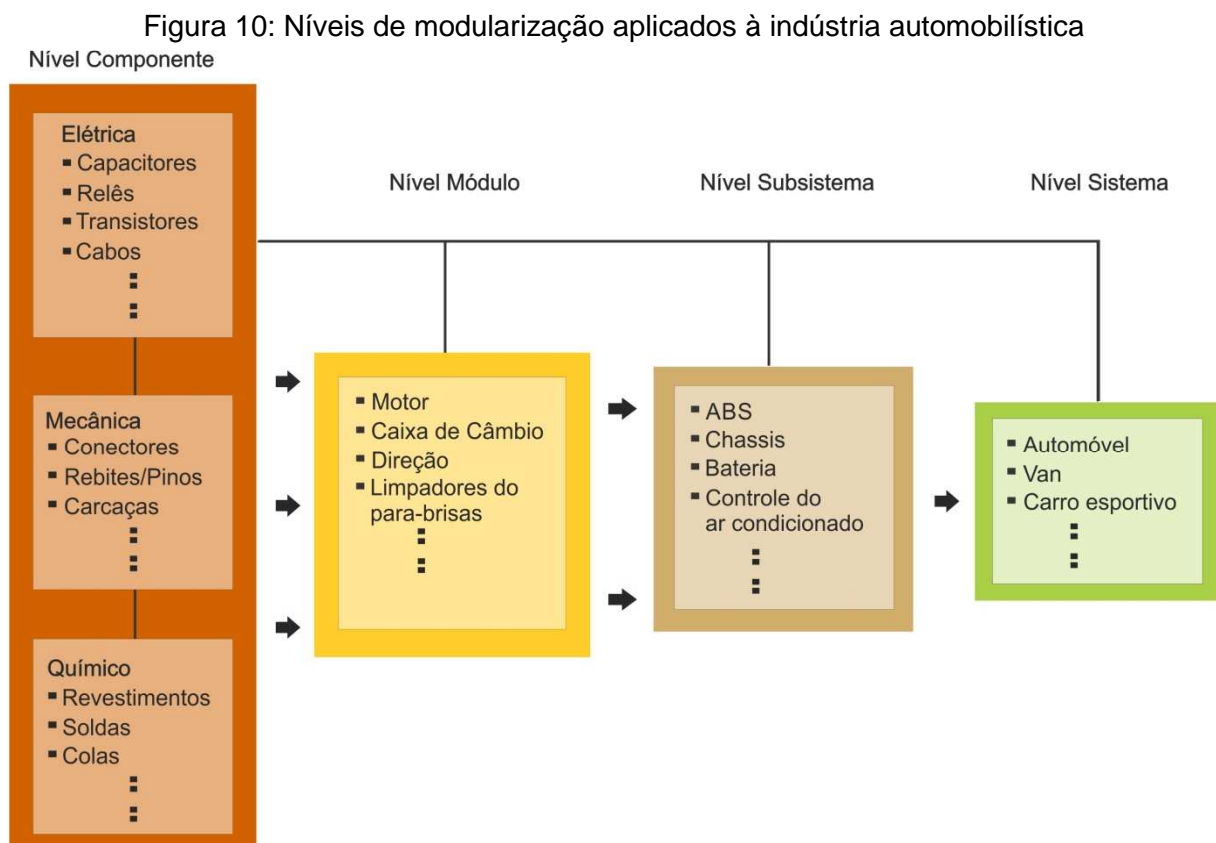 Figura 10: Níveis de modularização aplicados à indústria automobilística
Nível Componente
Elétrica
Capacitores
Relês
Transistores
Cabos
Mecânica
Conectores
Rebites/Pinos
Carcaças
Químico
Revestimentos
Soldas
Colas
Nível Módulo
Motor
Caixa de Câmbio
Direção
Limpadores do
para-brisas
Nível Subsistema
ABS
Chassis
Bateria
Controle do
ar condicionado
Nível Sistema
Automóvel
Van
Carro esportivo